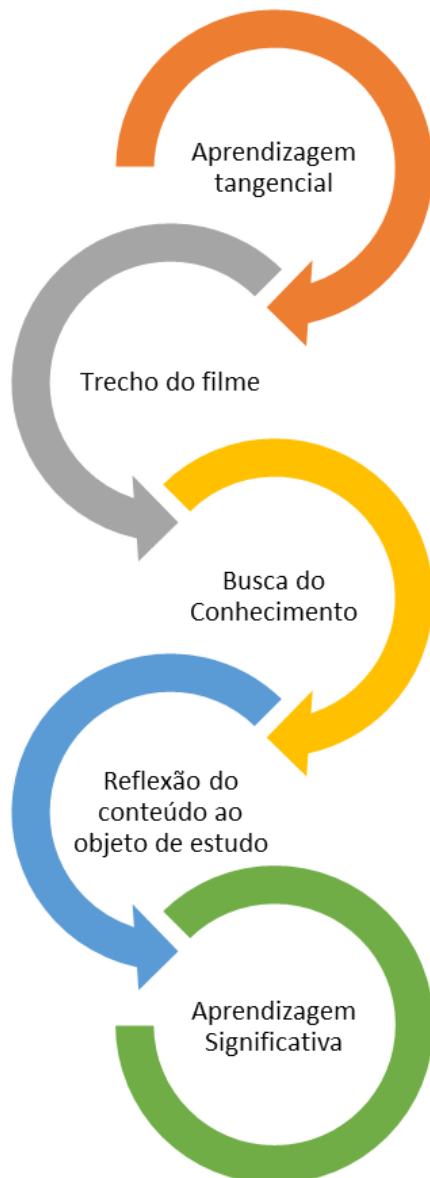 Aprendizagem
tangencial
Trecho do filme
Busca do
Conhecimento
Reflexão do
conteúdo ao
objeto de estudo
Aprendizagem
Significativa